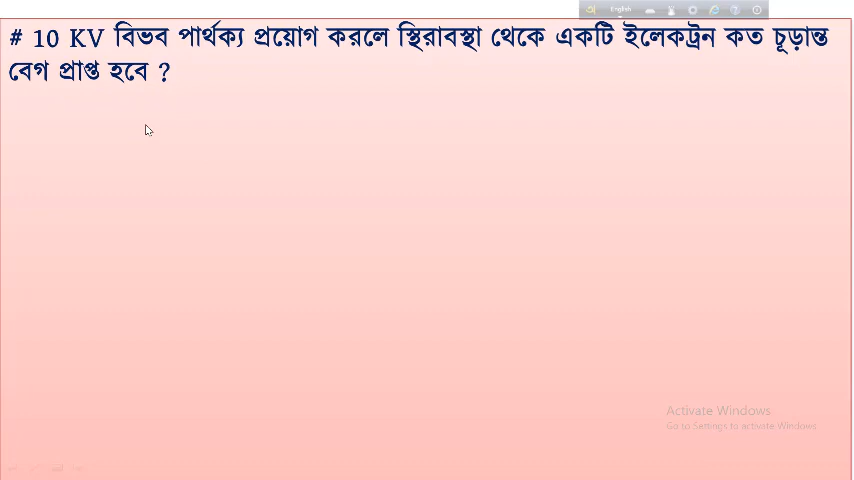 English
# 10 KV বিভব পার্থক্য প্রয়োগ করলে স্থিরাবস্থা থেকে একটি ইলেকট্রন কত চূড়ান্ত
বেগ প্রাপ্ত হবে ?
Activate Windows
Go to Settings to activate Windows.